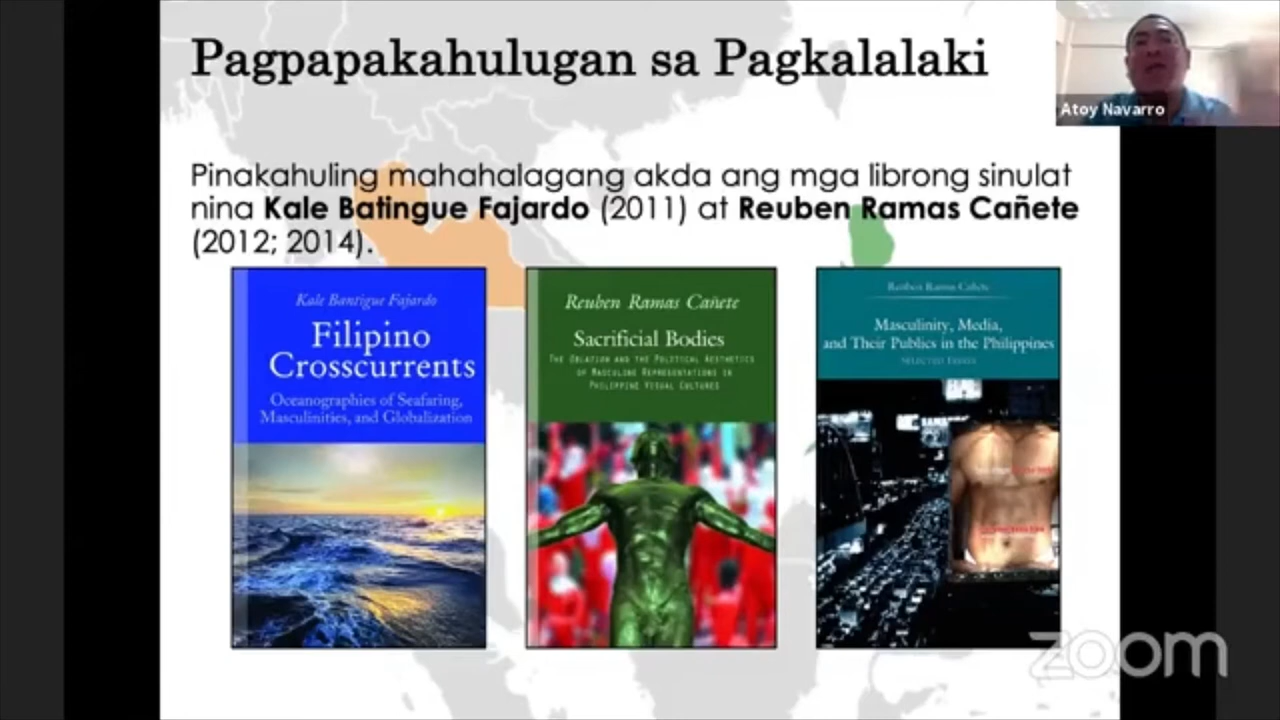 Pagpapakahulugan sa Pagkalalaki
Atoy Navarro
Pinakahuling mahahalagang akda ang mga librong sinulat
nina Kale Batingue Fajardo (2011) at Reuben Ramas Cañete
(2012; 2014).
Kale Bantigue Fajardo
Filipino
Crosscurrents
Oceanographies of Seafaring,
Masculinities, and Globalization
Reuben Ramas Cañete
Sacrificial Bodies
The Oblation and the Political Aesthetics
of Masculine Representations in
Philippine Visual Cultures
Reuben Ramas Cañete
Masculinity, Media,
and Their Publics in the Philippines
SELECTED ESSAYS
zoom